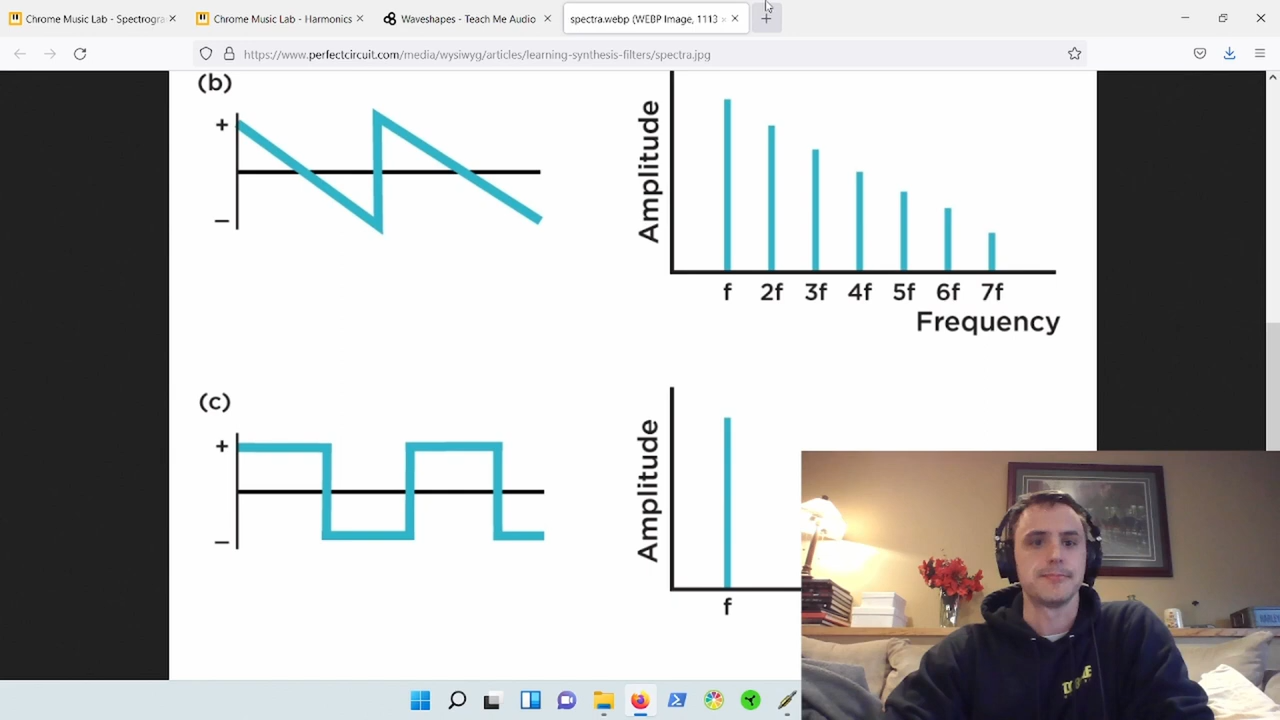 Chrome Music Lab - Spectrogra
Chrome Music Lab - Harmonics
Waveshapes - Teach Me Audio
spectra.webp (WEBP Image, 1113 ×
https://www.perfectcircuit.com/media/wysiwyg/articles/learning-synthesis-filters/spectra.jpg
(b)
+
−
Amplitude
f 2f 3f 4f 5f 6f 7f
Frequency
(c)
+
−
Amplitude
f